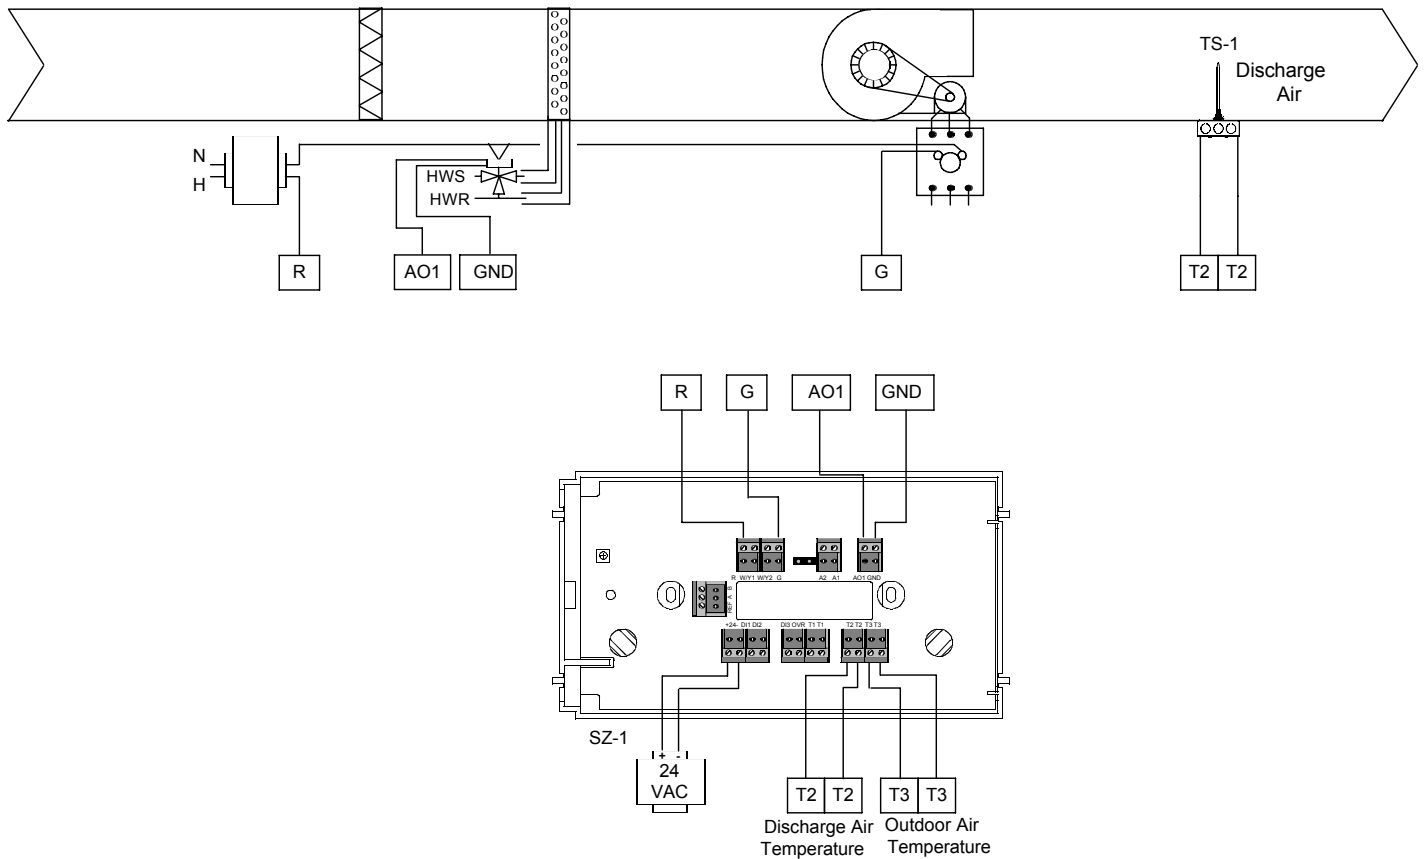 TS-1
Discharge
Air
N
H
HWS
HWR
R
AO1
GND
G
T2
T2
R
G
AO1
GND
R W/Y1 W/Y2 G
A2 A1
AO1 GND
REF A B
+24- DI1 DI2
DI3 OVR T1 T1
T2 T2 T3 T3
SZ-1
+ -
24
VAC
T2
T2
T3
T3
Discharge Air
Temperature
Outdoor Air
Temperature